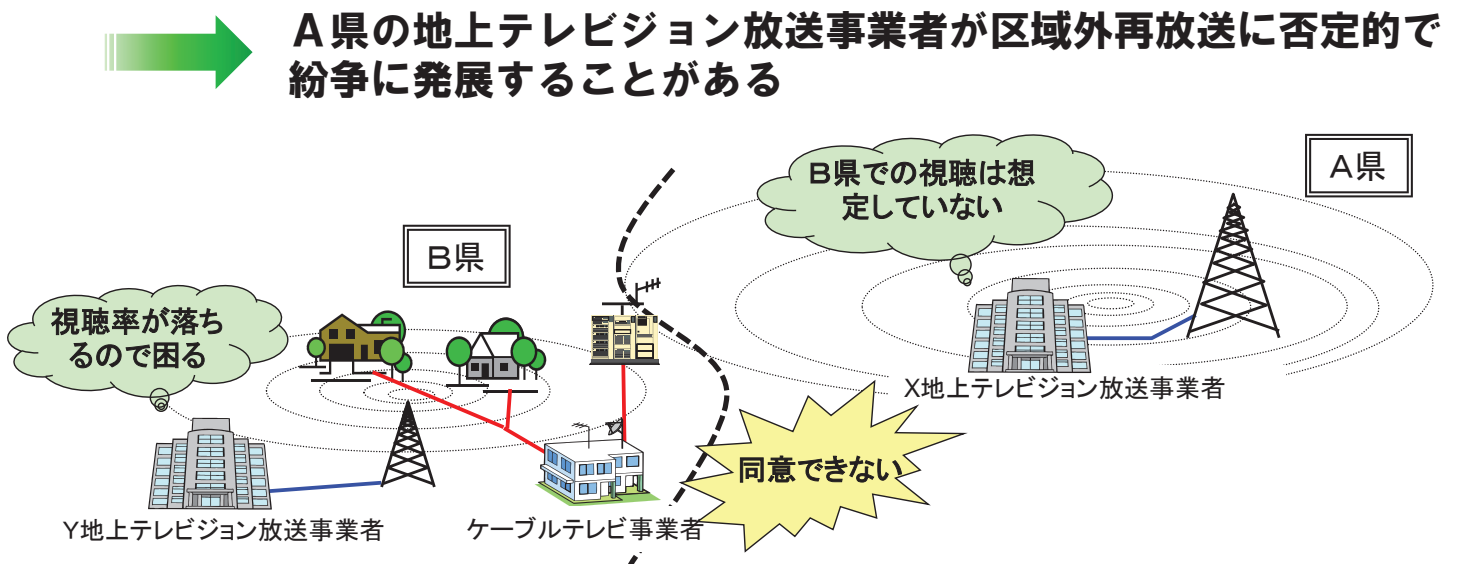 A県の地上テレビジョン放送事業者が区域外再放送に否定的で
紛争に発展することがある
A県
B県での視聴は想
定していない
B県
視聴率が落ち
るので困る
X地上テレビジョン放送事業者
同意できない
Y地上テレビジョン放送事業者
ケーブルテレビ事業者